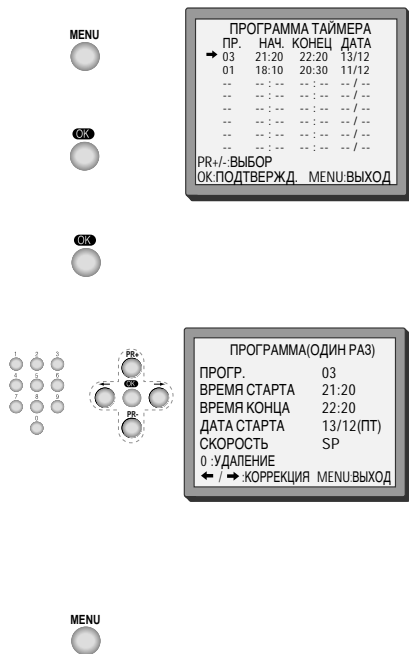 MENU
ПРОГРАММА ТАЙМЕРА
ПР. НАЧ. КОНЕЦ ДАТА
➡ 03 21:20 22:20 13/12
01 18:10 20:30 11/12
-- -- : -- -- : -- -- / --
-- -- : -- -- : -- -- / --
-- -- : -- -- : -- -- / --
-- -- : -- -- : -- -- / --
-- -- : -- -- : -- -- / --
PR+/-:ВЫБОР
OK:ПОДТВЕРЖД. MENU:ВЫХОД
OK
OK
1 2 3
4 5 6
7 8 9
0
PR+
OK
PR-
ПРОГРАММА(ОДИН РАЗ)
ПРОГР. 03
ВРЕМЯ СТАРТА 21:20
ВРЕМЯ КОНЦА 22:20
ДАТА СТАРТА 13/12(ПТ)
СКОРОСТЬ SP
0 :УДАЛЕНИЕ
⬅ / ➡ :КОРРЕКЦИЯ MENU:ВЫХОД
MENU